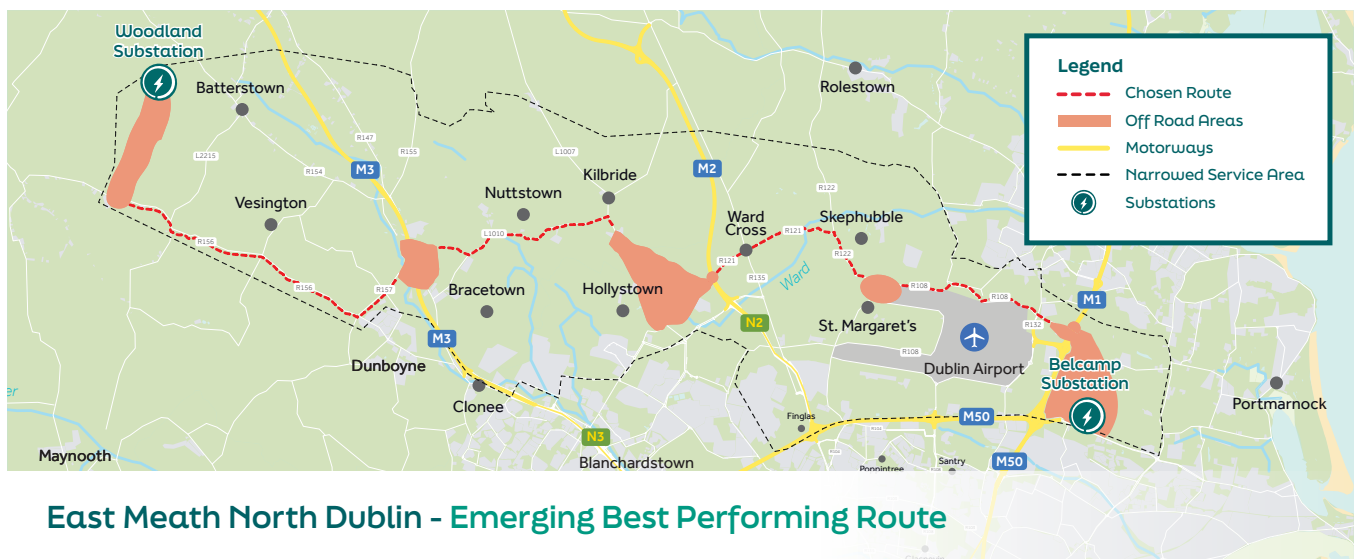 Woodland
Substation
Batterstown
Rolestown
Legend
Chosen Route
Off Road Areas
Motorways
Narrowed Service Area
Substations
R147
R155
L2215
R154
M3
L1007
Kilbride
M2
R122
Nuttstown
Vesington
Ward
Cross
Skephubble
R156
L1010
R121
R121
R122
R135
Ward
R156
R157
Bracetown
Hollystown
R108
R108
St. Margaret's
M1
N2
R132
M3
R108
Dublin Airport
Dunboyne
Belcamp
Substation
Clonee
Portmarnock
Finglas
M50
N3
Maynooth
Blanchardstown
Poppintree
Santry
M50
East Meath North Dublin - Emerging Best Performing Route